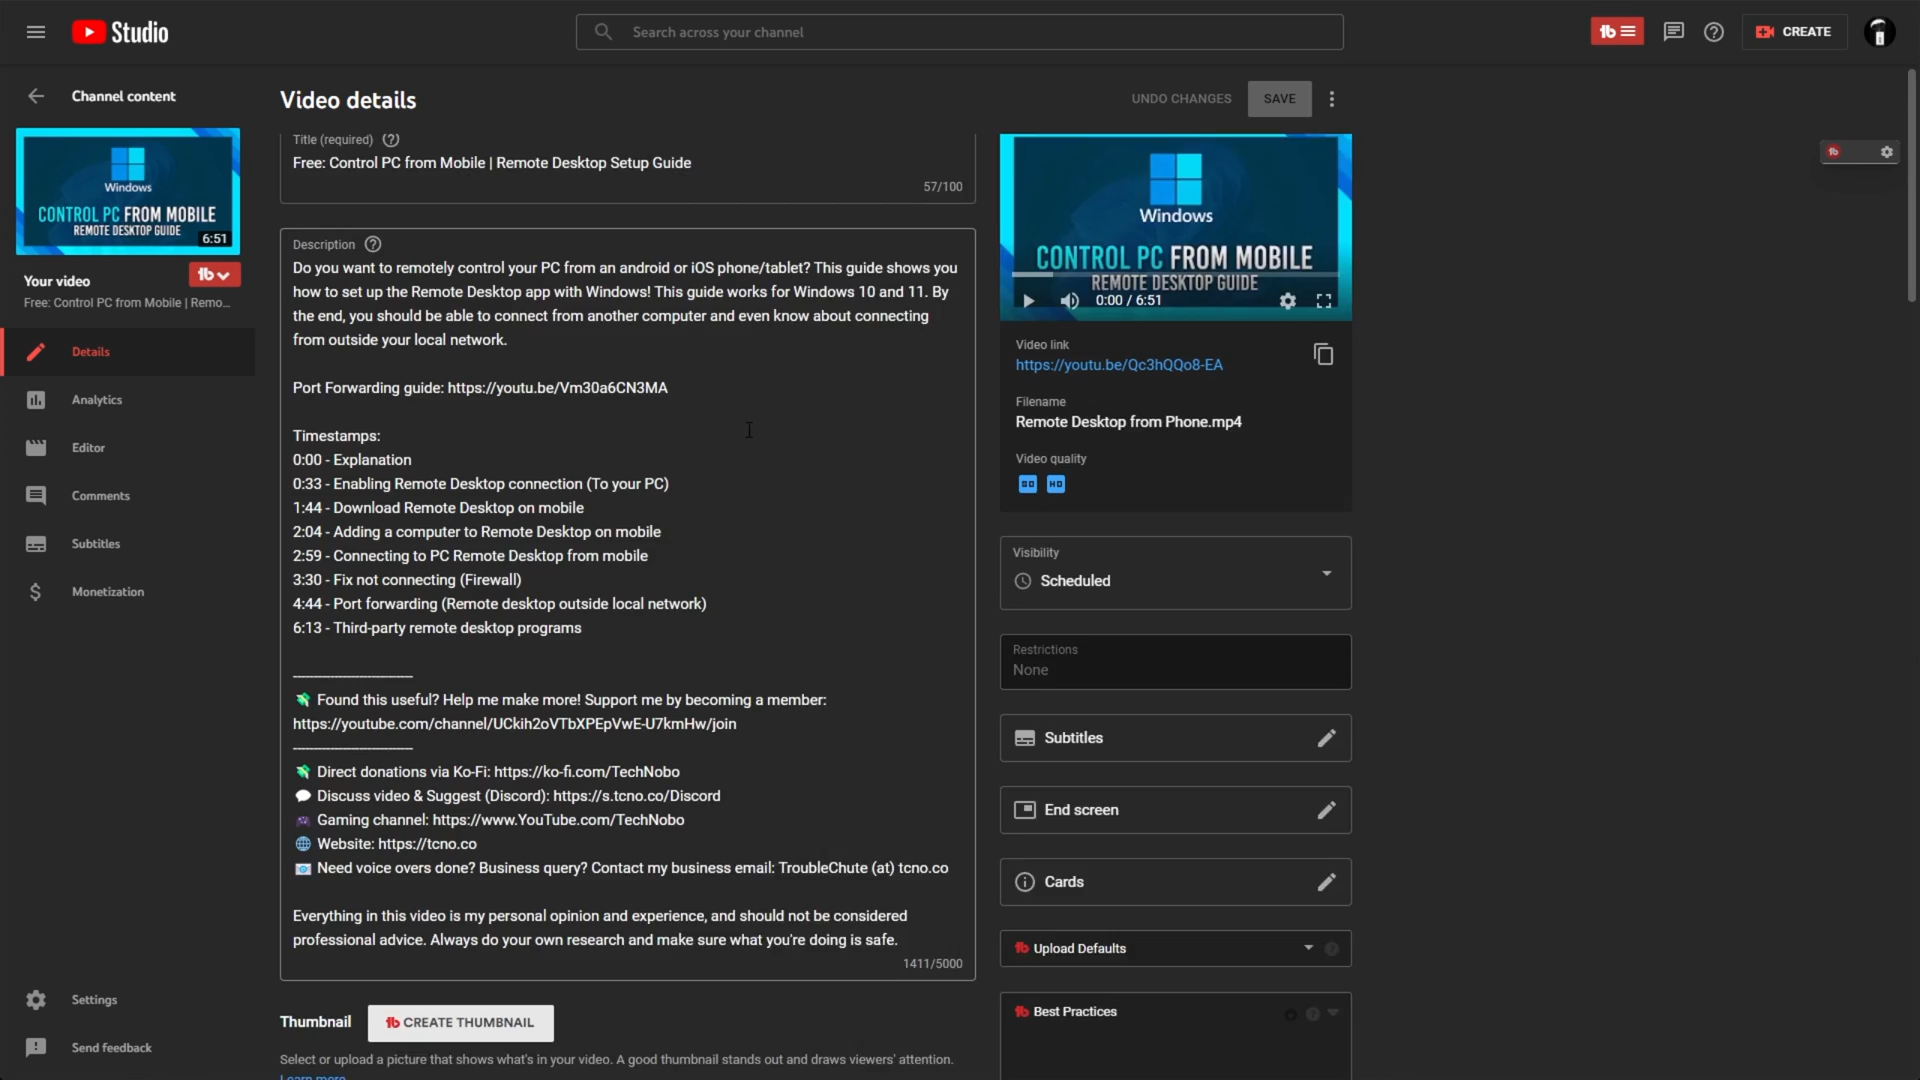 Studio
Search across your channel
CREATE
Channel content
Windows
CONTROL PC FROM MOBILE
REMOTE DESKTOP GUIDE
6:51
Your video
Free: Control PC from Mobile | Remo...
Details
Analytics
Editor
Comments
Subtitles
Monetization
Settings
Send feedback
Video details
UNDO CHANGES
SAVE
Title (required)
Free: Control PC from Mobile | Remote Desktop Setup Guide
57/100
Description
Do you want to remotely control your PC from an android or iOS phone/tablet? This guide shows you
how to set up the Remote Desktop app with Windows! This guide works for Windows 10 and 11. By
the end, you should be able to connect from another computer and even know about connecting
from outside your local network.
Port Forwarding guide: https://youtu.be/Vm30a6CN3MA
Timestamps:
0:00 - Explanation
0:33 - Enabling Remote Desktop connection (To your PC)
1:44 - Download Remote Desktop on mobile
2:04 - Adding a computer to Remote Desktop on mobile
2:59 - Connecting to PC Remote Desktop from mobile
3:30 - Fix not connecting (Firewall)
4:44 - Port forwarding (Remote desktop outside local network)
6:13 - Third-party remote desktop programs
-----------------------------
Found this useful? Help me make more! Support me by becoming a member:
https://youtube.com/channel/UCkih2oVTbXPEpVwE-U7kmHw/join
-----------------------------
Direct donations via Ko-Fi: https://ko-fi.com/TechNobo
Discuss video & Suggest (Discord): https://s.tcno.co/Discord
Gaming channel: https://www.YouTube.com/TechNobo
Website: https://tcno.co
Need voice overs done? Business query? Contact my business email: TroubleChute (at) tcno.co
Everything in this video is my personal opinion and experience, and should not be considered
professional advice. Always do your own research and make sure what you're doing is safe.
1411/5000
Thumbnail
CREATE THUMBNAIL
Select or upload a picture that shows what's in your video. A good thumbnail stands out and draws viewers' attention.
Learn more
Windows
CONTROL PC FROM MOBILE
REMOTE DESKTOP GUIDE
0:00 / 6:51
Video link
https://youtu.be/Qc3hQQo8-EA
Filename
Remote Desktop from Phone.mp4
Video quality
SD HD
Visibility
Scheduled
Restrictions
None
Subtitles
End screen
Cards
Upload Defaults
Best Practices